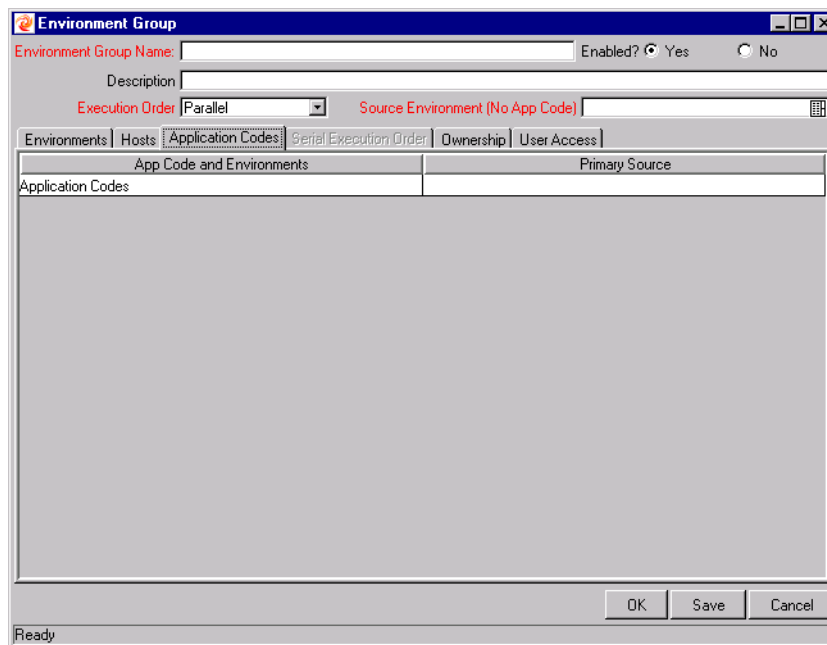 Environment Group
Environment Group Name: Enabled? Yes No
Description
Execution Order Parallel Source Environment (No App Code)
Environments Hosts Application Codes Serial Execution Order Ownership User Access
App Code and Environments Primary Source
Application Codes
OK Save Cancel
Ready